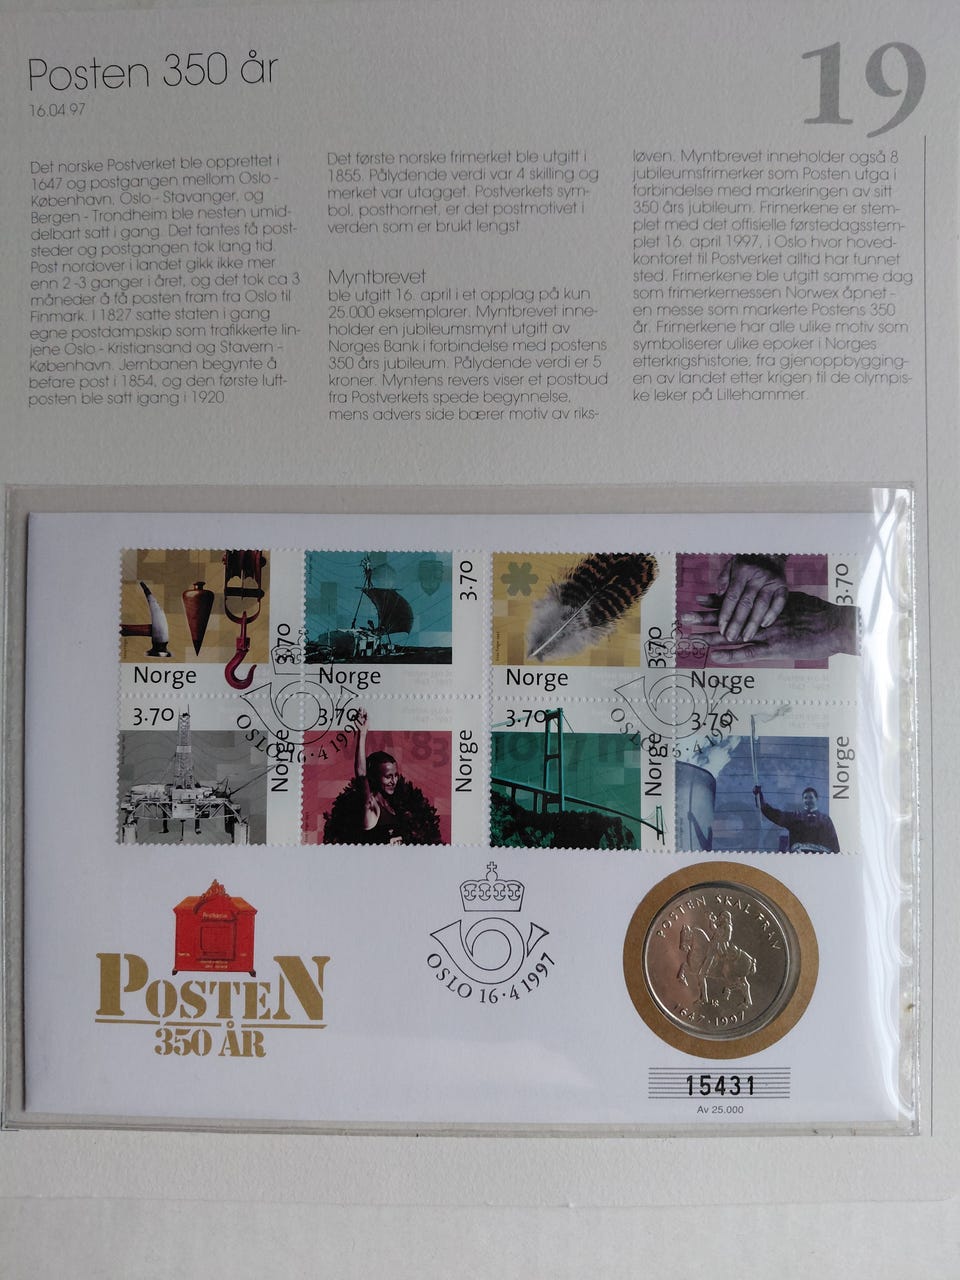 Posten 350 år
16.04.97
19
Det norske Postverket ble opprettet i
1647 og postgangen mellom Oslo -
København, Oslo - Stavanger, og
Bergen - Trondheim ble nesten umid-
delbart satt i gang. Det fantes få post-
steder og postgangen tok lang tid.
Post nordover i landet gikk ikke mer
enn 2 -3 ganger i året, og det tok ca 3
måneder å få posten fram fra Oslo til
Finmark. I 1827 satte staten i gang
egne postdampskip som trafikkerte lin-
jene Oslo - Kristiansand og Stavern -
København. Jernbanen begynte å
befare post i 1854, og den første luft-
posten ble satt igang i 1920.
Det første norske frimerket ble utgitt i
1855. Pålydende verdi var 4 skilling og
merket var utagget. Postverkets sym-
bol, posthornet, er det postmotivet i
verden som er brukt lengst
Myntbrevet
ble utgitt 16. april i et opplag på kun
25.000 eksemplarer. Myntbrevet inne-
holder en jubileumsmynt utgitt av
Norges Bank i forbindelse med postens
350 års jubileum. Pålydende verdi er 5
kroner. Myntens revers viser et postbud
fra Postverkets spede begynnelse,
mens advers side bærer motiv av riks-
løven. Myntbrevet inneholder også 8
jubileumsfrimerker som Posten utga i
forbindelse med markeringen av sitt
350 års jubileum. Frimerkene er stem-
plet med det offisielle førstedagsstem-
plet 16. april 1997, i Oslo hvor hoved-
kontoret til Postverket alltid har funnet
sted. Frimerkene ble utgitt samme dag
som frimerkemessen Norwex åpnet -
en messe som markerte Postens 350
år. Frimerkene har alle ulike motiv som
symboliserer ulike epoker i Norges
etterkrigshistorie, fra gjenoppbygging-
en av landet etter krigen til de olympis-
ke leker på Lillehammer.
3.70
Norge
3.70
Norge
3.70
Norge
3.70
Norge
3.70
Norge
3.70
Norge
3.70
Norge
3.70
Norge
OSLO 16·4 1997
OSLO 16·4 1997
POSTEN
350 ÅR
OSLO 16·4 1997
POSTEN SKAL FRAM
1647·1997
15431
Av 25.000